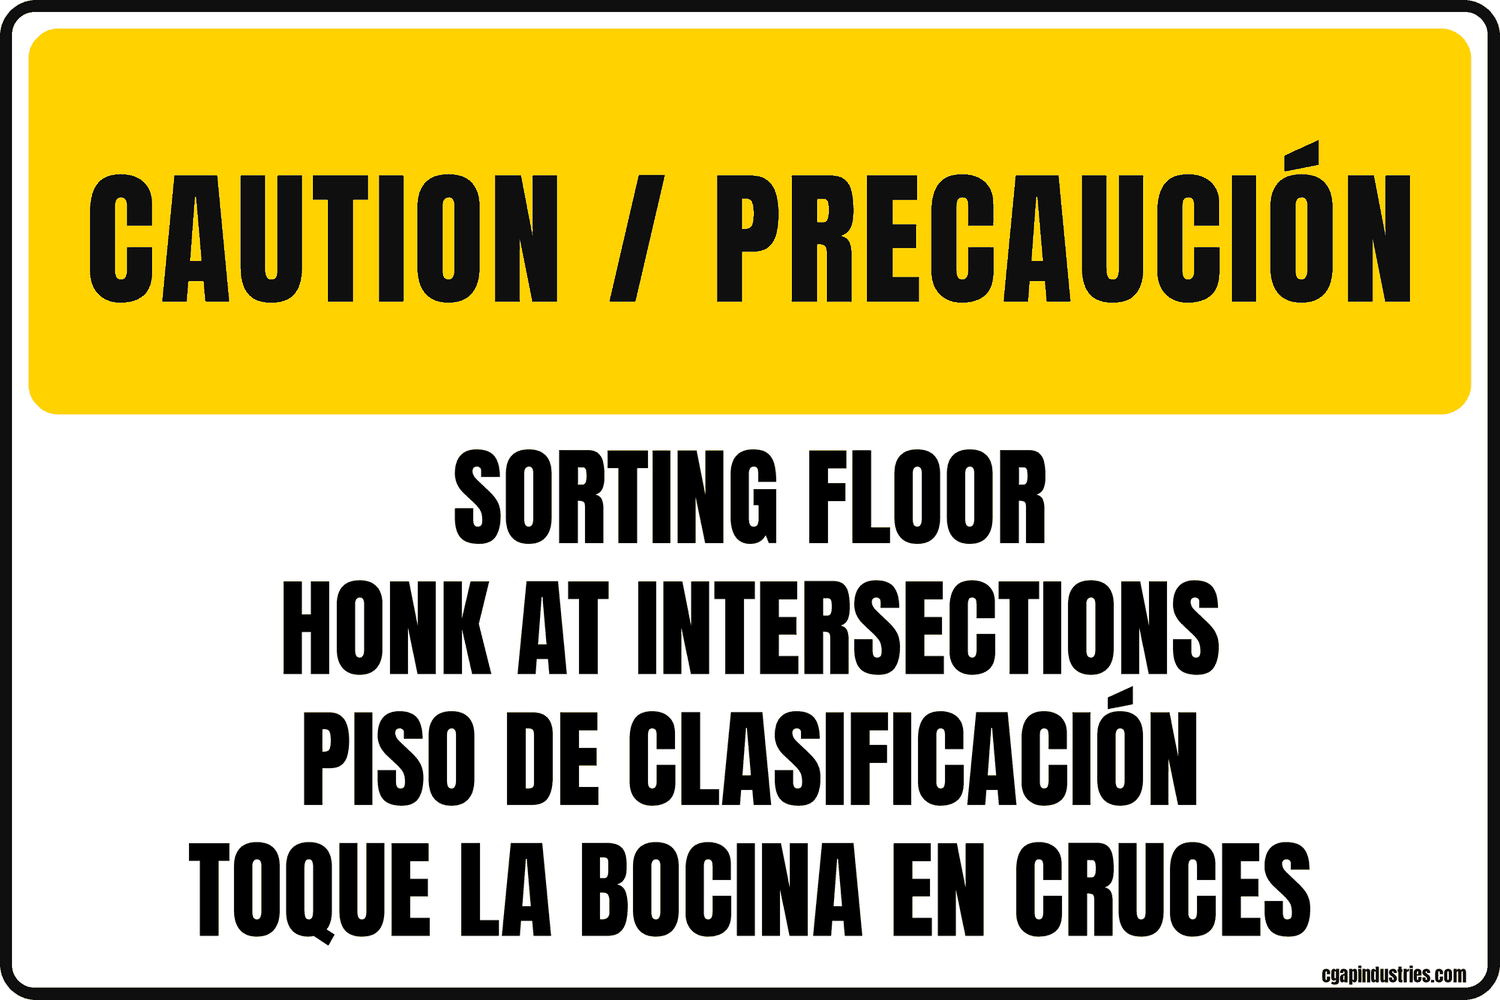 CAUTION / PRECAUCIÓN
SORTING FLOOR
HONK AT INTERSECTIONS
PISO DE CLASIFICACIÓN
TOQUE LA BOCINA EN CRUCES
cgapindustries.com